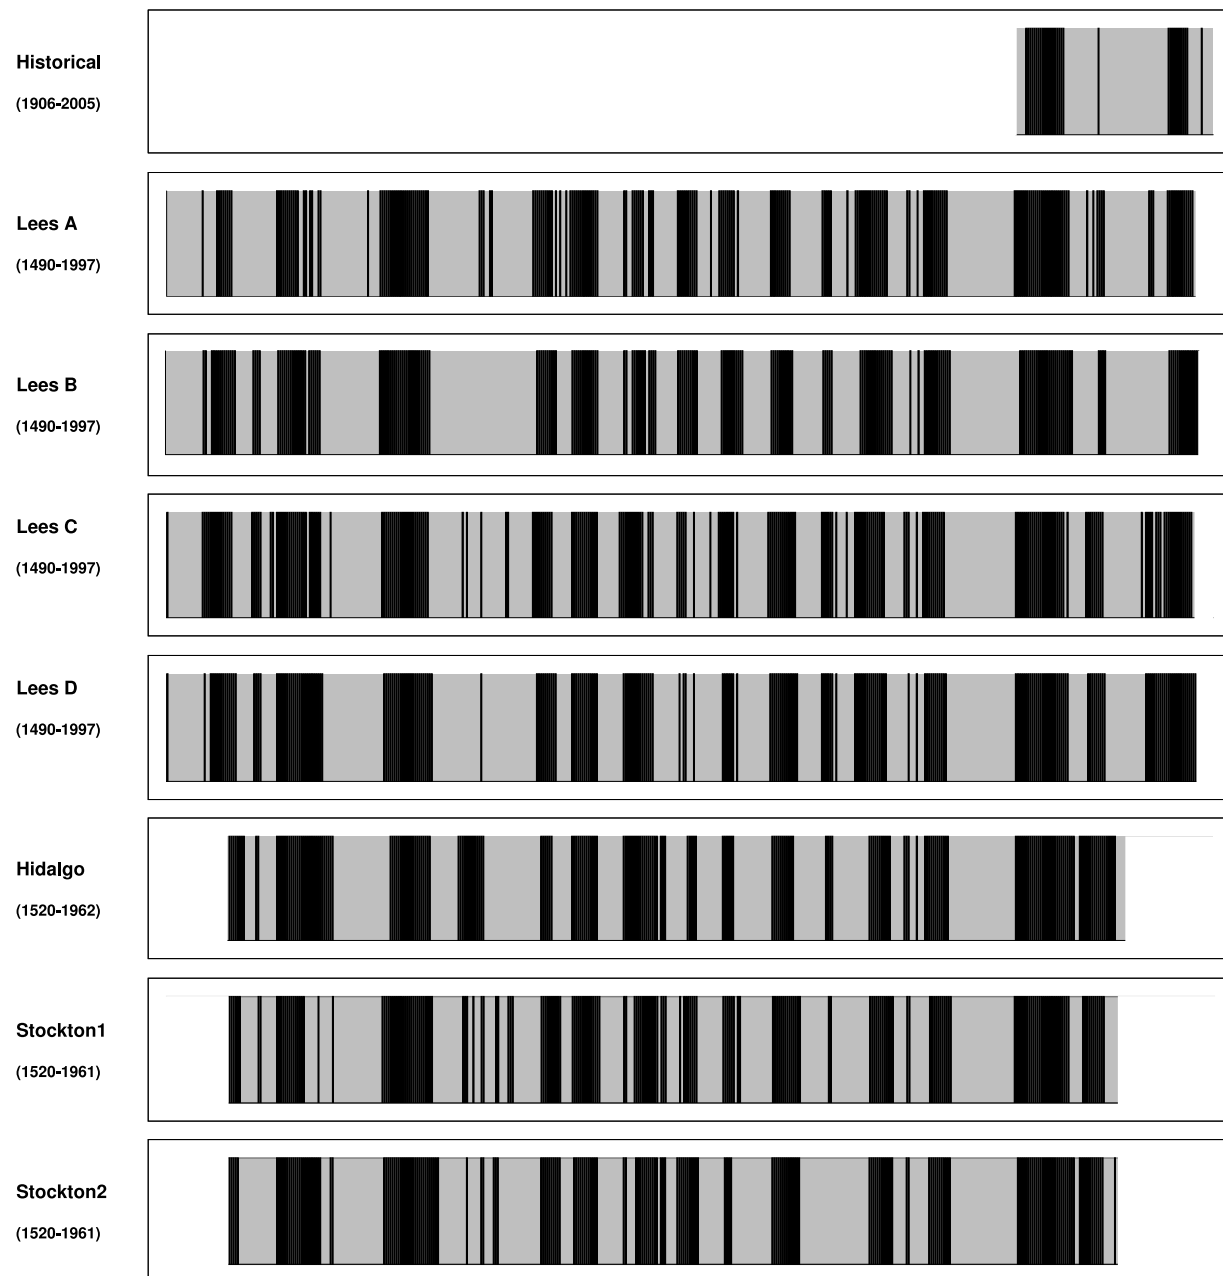 Historical
(1906-2005)
Lees A
(1490-1997)
Lees B
(1490-1997)
Lees C
(1490-1997)
Lees D
(1490-1997)
Hidalgo
(1520-1962)
Stockton1
(1520-1961)
Stockton2
(1520-1961)